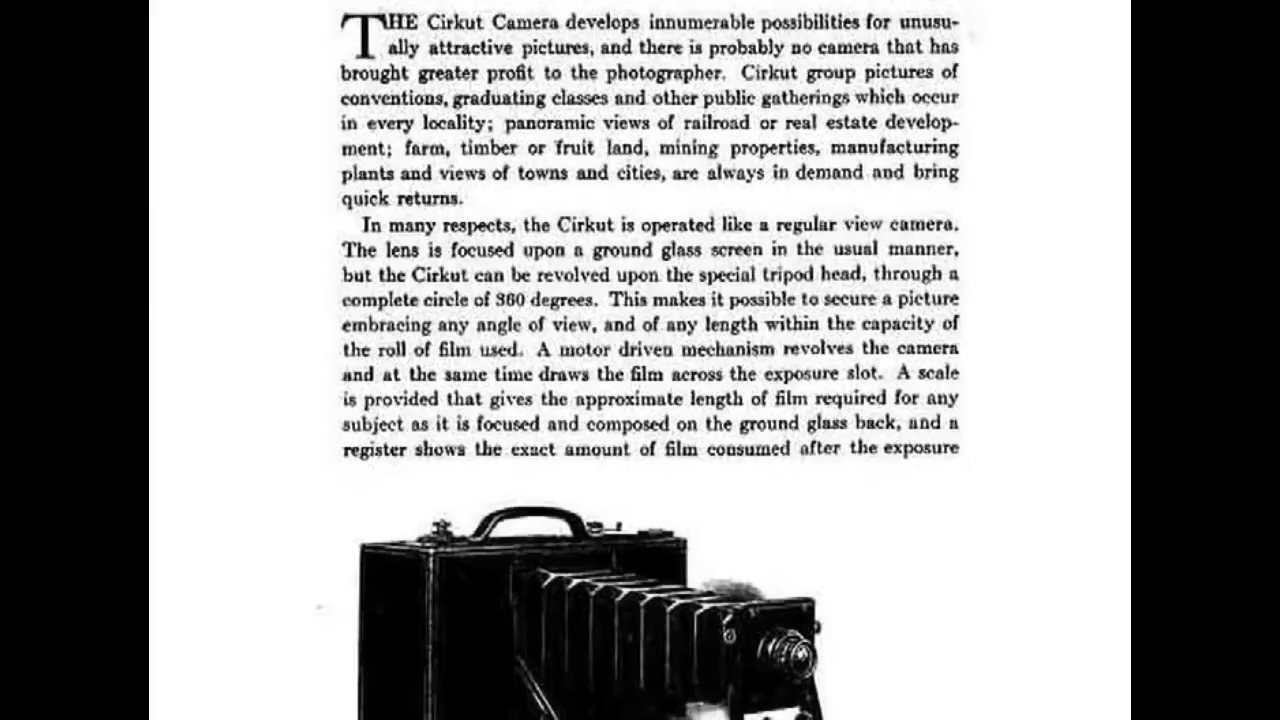 THE Cirkut Camera develops innumerable possibilities for unusu-
ally attractive pictures, and there is probably no camera that has
brought greater profit to the photographer. Cirkut group pictures of
conventions, graduating classes and other public gatherings which occur
in every locality; panoramic views of railroad or real estate develop-
ment; farm, timber or fruit land, mining properties, manufacturing
plants and views of towns and cities, are always in demand and bring
quick returns.
In many respects, the Cirkut is operated like a regular view camera.
The lens is focused upon a ground glass screen in the usual manner,
but the Cirkut can be revolved upon the special tripod head, through a
complete circle of 360 degrees. This makes it possible to secure a picture
embracing any angle of view, and of any length within the capacity of
the roll of film used. A motor driven mechanism revolves the camera
and at the same time draws the film across the exposure slot. A scale
is provided that gives the approximate length of film required for any
subject as it is focused and composed on the ground glass back, and a
register shows the exact amount of film consumed after the exposure